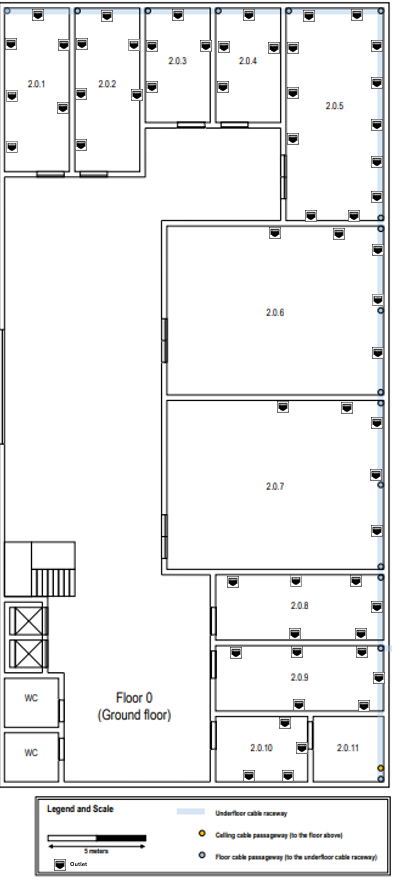 2.0.1
2.0.2
2.0.3
2.0.4
2.0.5
2.0.6
2.0.7
2.0.8
2.0.9
2.0.10
2.0.11
WC
WC
Floor 0
(Ground floor)
Legend and Scale
5 meters
Outlet
Underfloor cable raceway
Ceiling cable passageway (to the floor above)
Floor cable passageway (to the underfloor cable raceway)